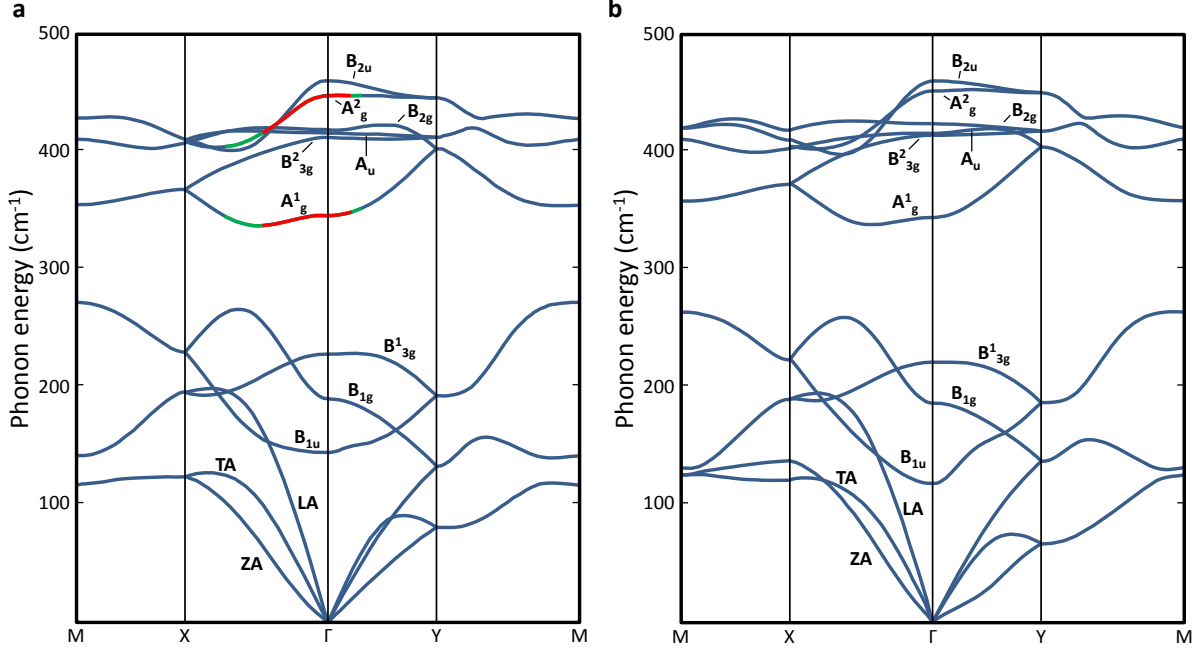 a
Phonon energy (cm-1)
500
400
300
200
100
B2u
A2g
B2g
B23g
Au
A1g
B13g
B1g
B1u
TA
LA
ZA
M X Γ Y M
b
Phonon energy (cm-1)
500
400
300
200
100
B2u
A2g
B2g
B23g
Au
A1g
B13g
B1g
B1u
TA
LA
ZA
M X Γ Y M